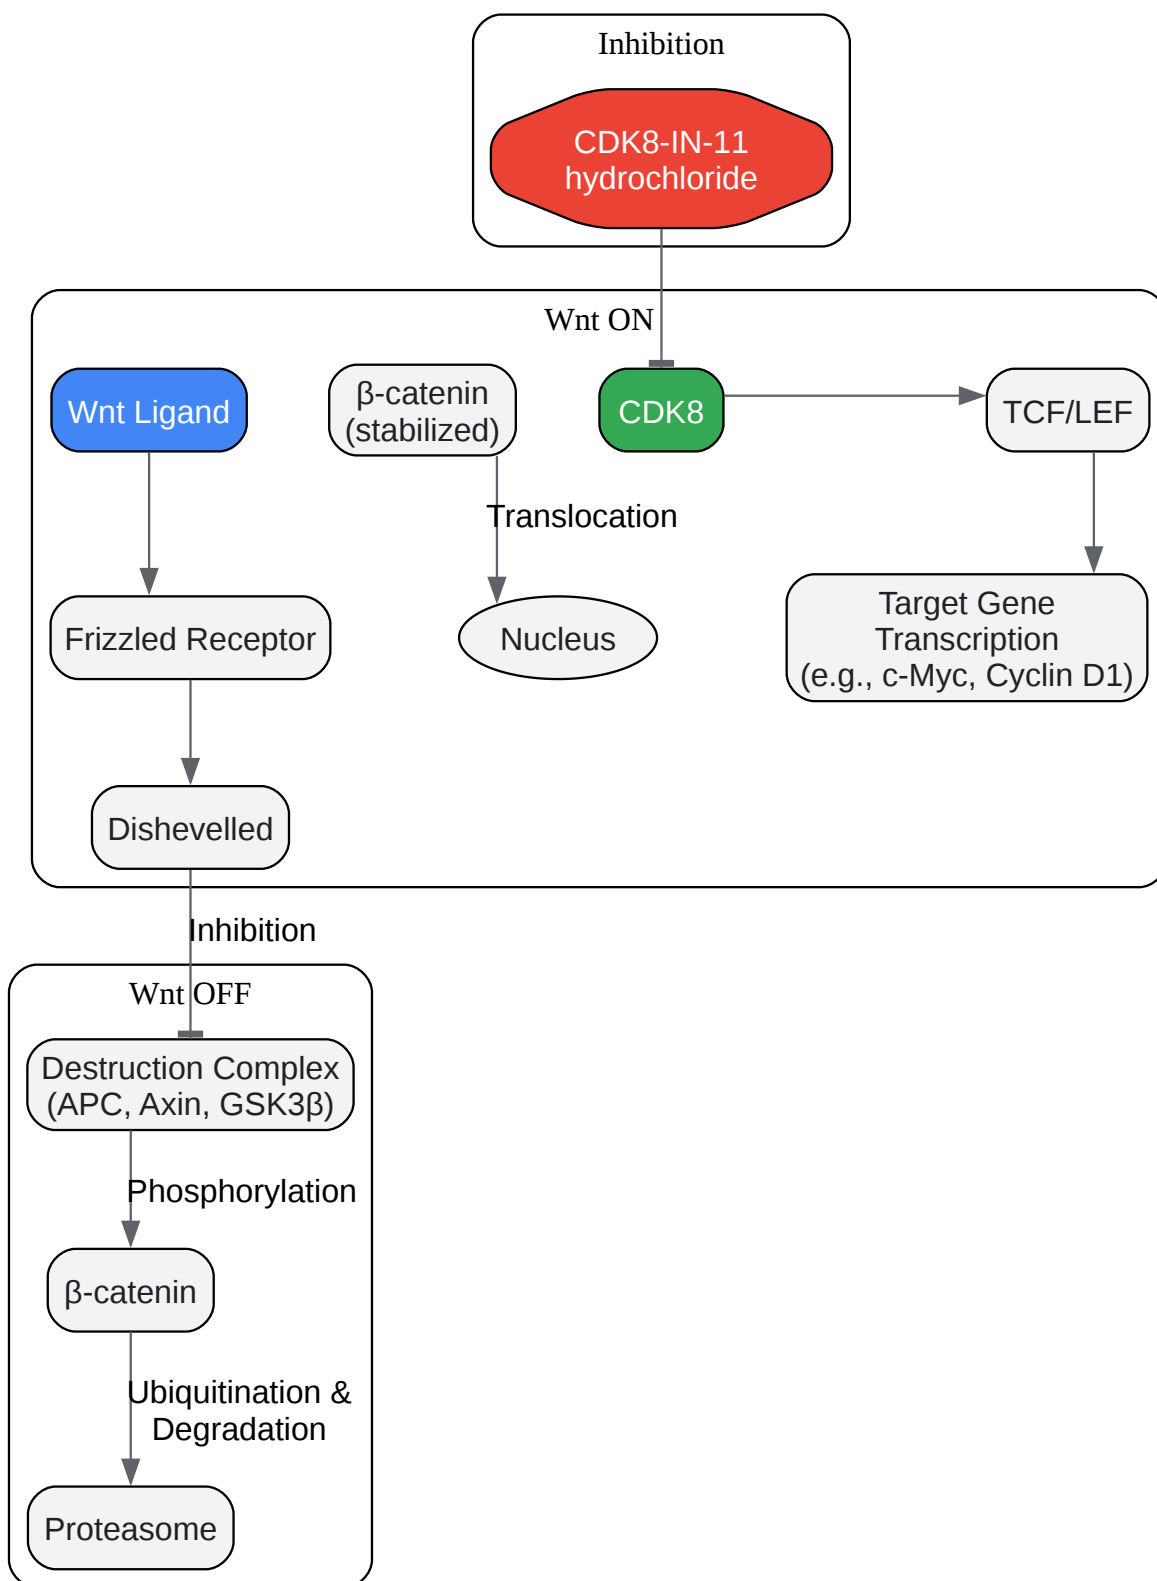 Inhibition
CDK8-IN-11
hydrochloride
Wnt ON
Wnt Ligand
β-catenin
(stabilized)
CDK8
TCF/LEF
Translocation
Frizzled Receptor
Nucleus
Target Gene
Transcription
(e.g., c-Myc, Cyclin D1)
Dishevelled
Inhibition
Wnt OFF
Destruction Complex
(APC, Axin, GSK3β)
Phosphorylation
β-catenin
Ubiquitination &
Degradation
Proteasome